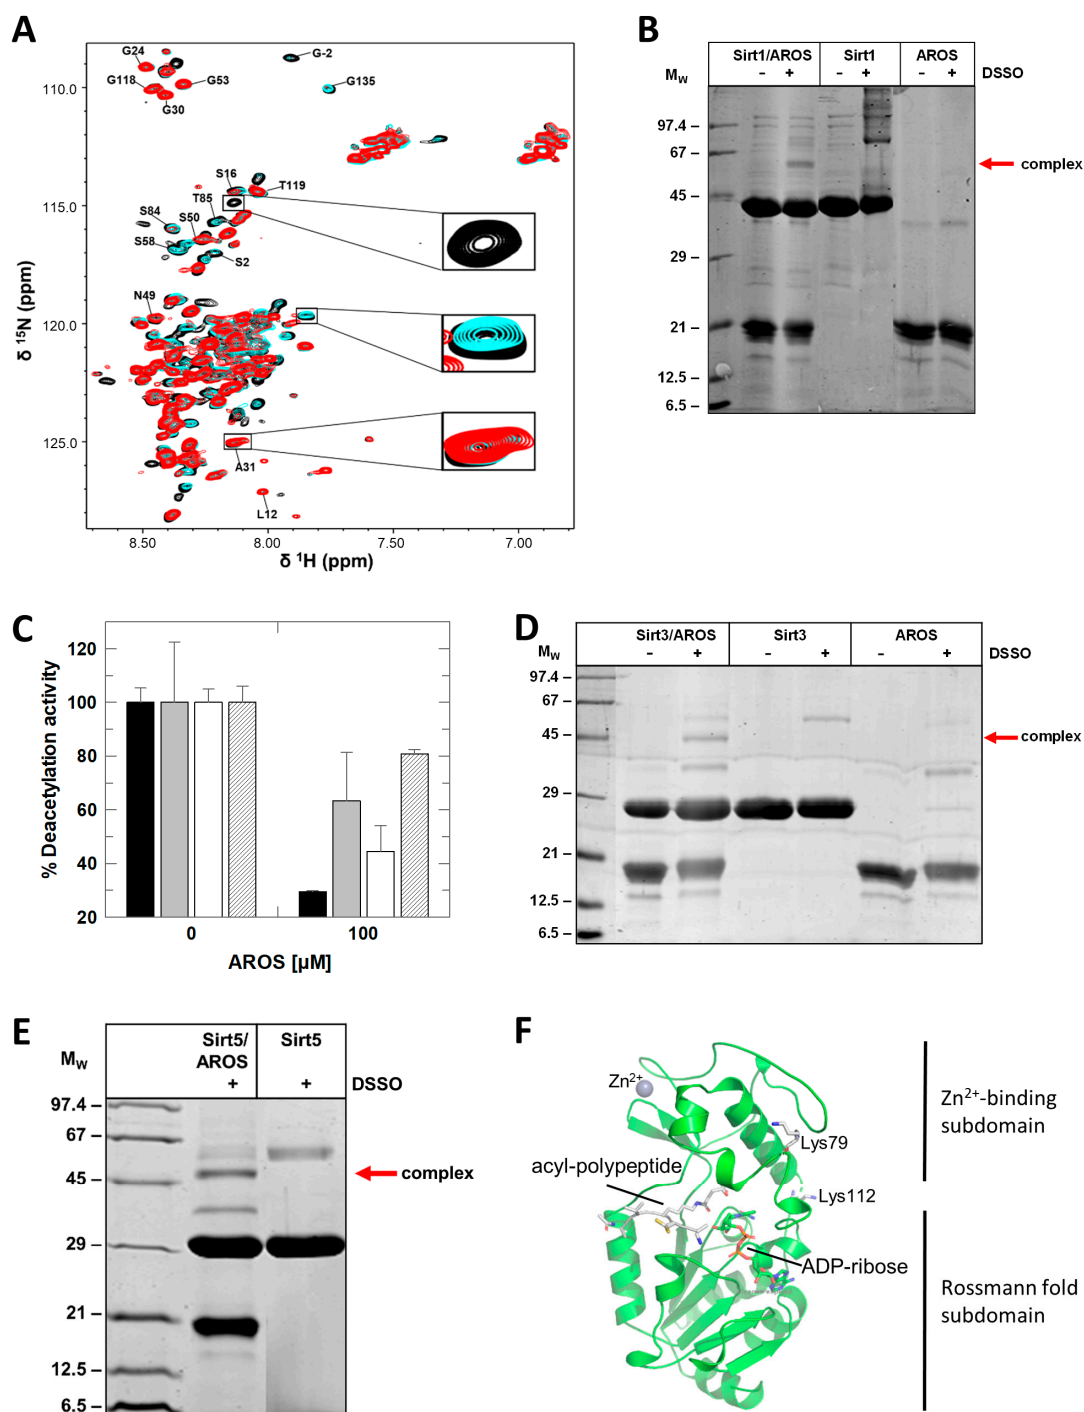 A
G24
G-2
G118
G53
G135
G30
110.0
S16
T119
T85
115.0
S84
S50
S58
S2
N49
120.0
125.0
A31
L12
8.50
8.00
7.50
7.00
δ 15N (ppm)
δ 1H (ppm)
B
Sirt1/AROS Sirt1 AROS
MW - + - + - + DSSO
97.4
67
complex
45
29
21
12.5
6.5
C
120
100
80
60
40
20
% Deacetylation activity
0 100
AROS [µM]
D
Sirt3/AROS Sirt3 AROS
MW - + - + - + DSSO
97.4
67
45
complex
29
21
12.5
6.5
E
Sirt5/
AROS
Sirt5
MW
+ + DSSO
97.4
67
45
complex
29
21
12.5
6.5
F
Zn2+
Lys79
acyl-polypeptide
Lys112
ADP-ribose
Zn2+-binding
subdomain
Rossmann fold
subdomain